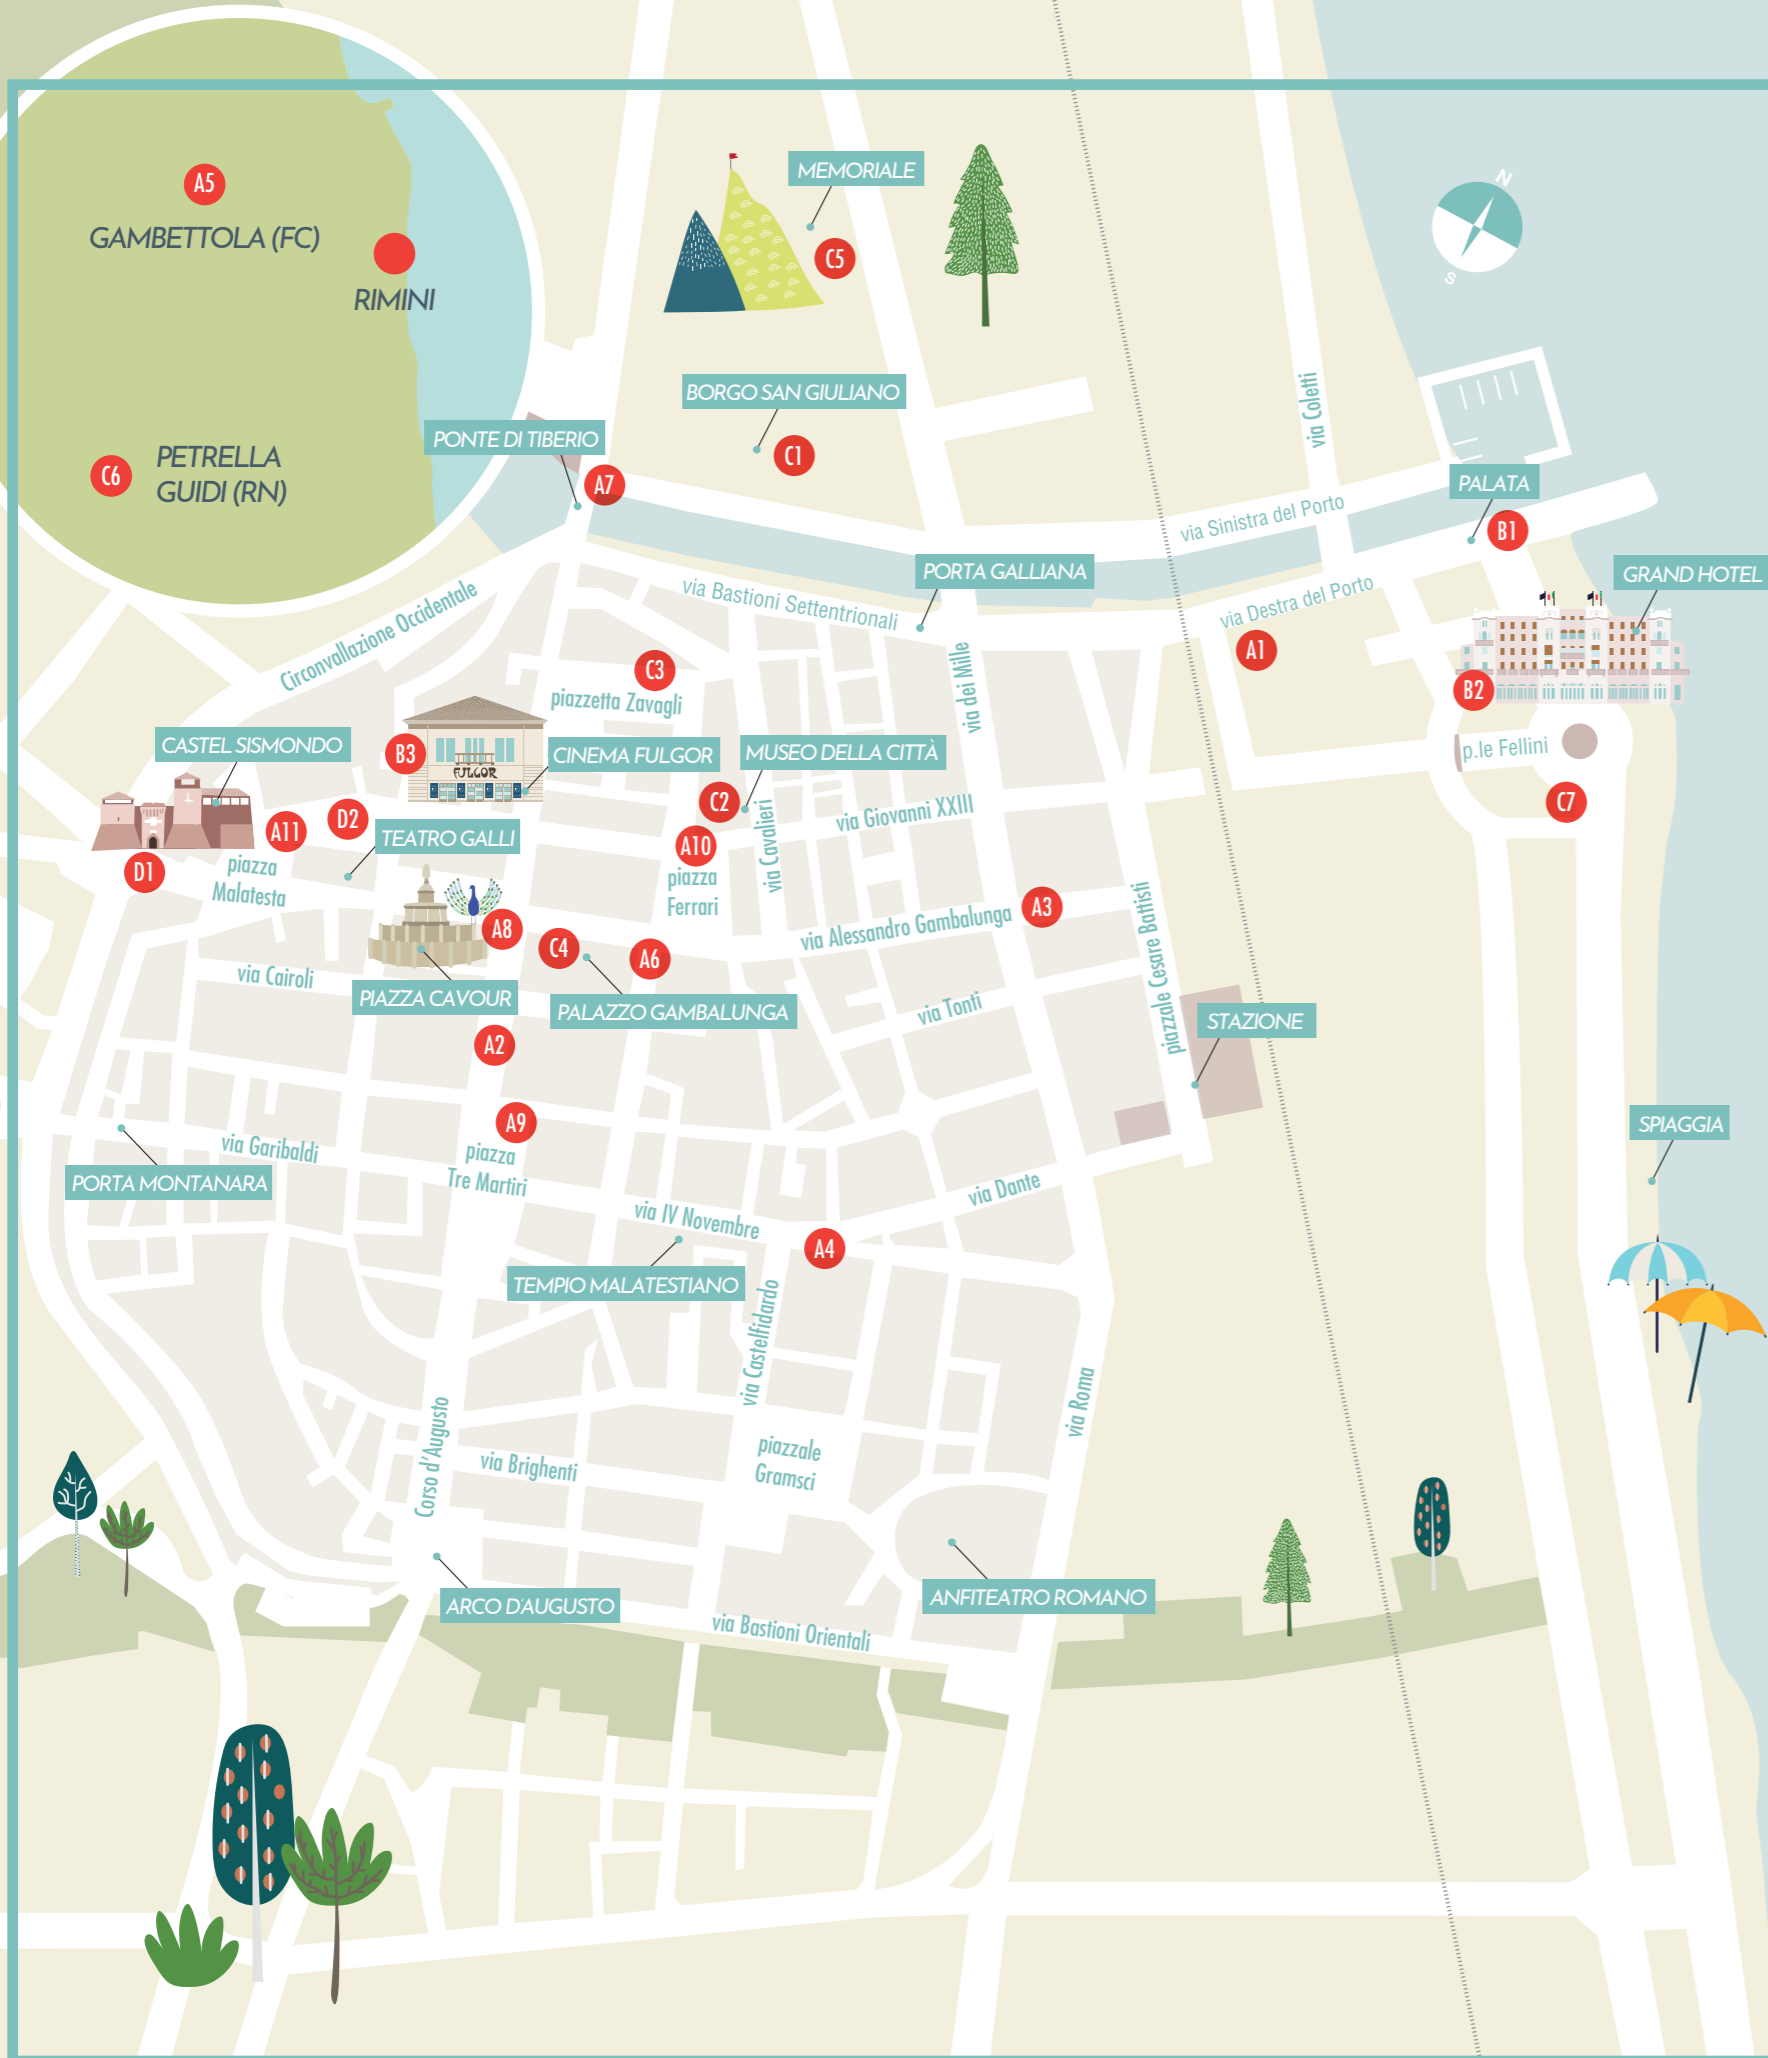 MEMORIALE
N
A5
GAMBETTOLA (FC)
C5
RIMINI
S
BORGO SAN GIULIANO
via Coletti
PONTE DI TIBERIO
C1
PETRELLA
GUIDI (RN)
C6
A7
PALATA
via Sinistra del Porto
B1
PORTA GALLIANA
GRAND HOTEL
via Bastioni Settentrionali
via Destra del Porto
Circonvallazione Occidentale
A1
C3
piazzetta Zavagli
via dei Mille
B2
CASTEL SISMONDO
B3
FULGOR
CINEMA FULGOR
MUSEO DELLA CITTÀ
p.le Fellini
C2
via Giovanni XXIII
C7
A11
D2
TEATRO GALLI
A10
via Cavalieri
D1
piazza
Malatesta
piazza
Ferrari
A8
A3
via Alessandro Gambalunga
piazzale Cesare Battisti
C4
A6
via Cairoli
PIAZZA CAVOUR
PALAZZO GAMBALUNGA
via Tonti
STAZIONE
A2
A9
SPIAGGIA
via Garibaldi
piazza
Tre Martiri
PORTA MONTANARA
via Dante
via IV Novembre
A4
TEMPIO MALATESTIANO
via Castelfidardo
via Roma
Corso d'Augusto
via Brighenti
piazzale
Gramsci
ARCO D'AUGUSTO
ANFITEATRO ROMANO
via Bastioni Orientali